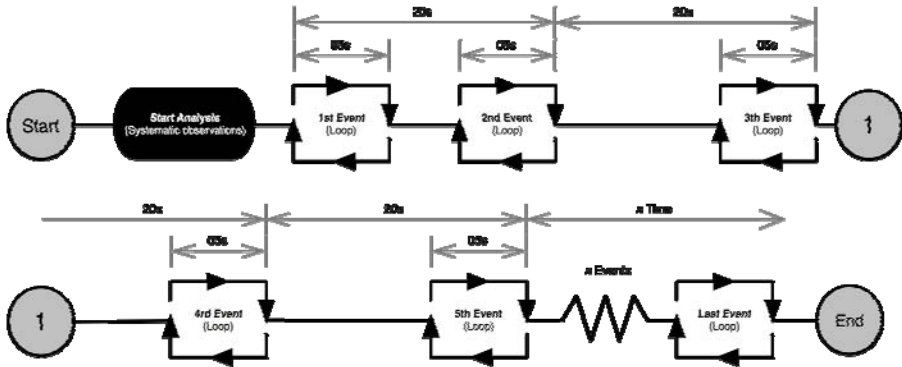 20s
20s
05s
05s
05s
Start
Start Analysis
(Systematic observations)
1st Event
(Loop)
2nd Event
(Loop)
3th Event
(Loop)
1
20s
20s
n Time
05s
05s
n Events
1
4rd Event
(Loop)
5th Event
(Loop)
Last Event
(Loop)
End